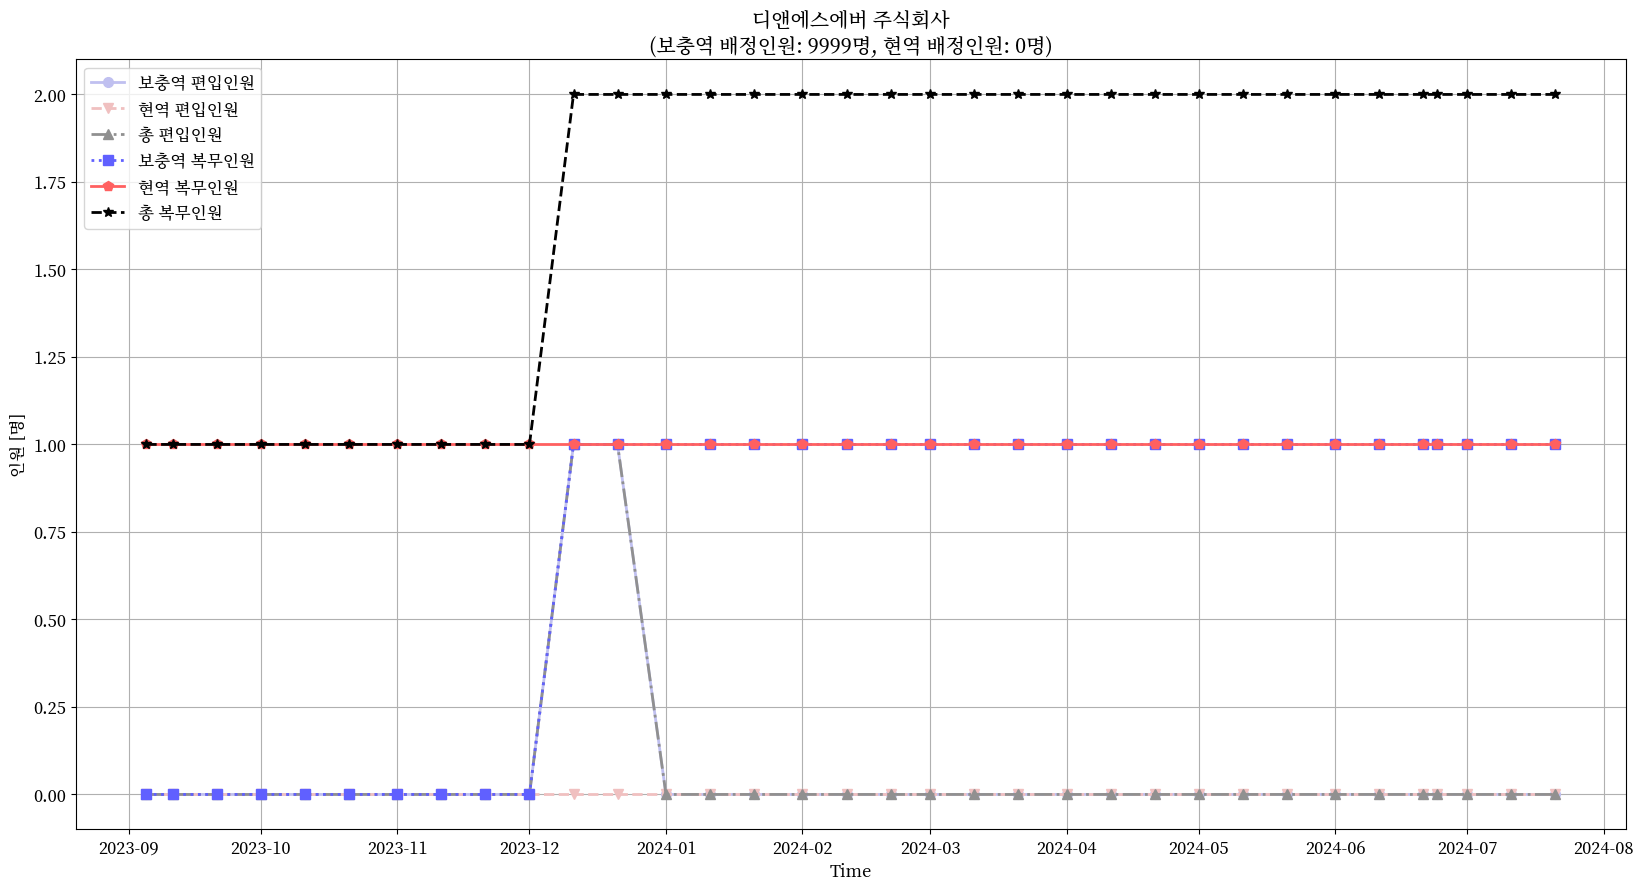 디앤에스에버 주식회사
(보충역 배정인원: 9999명, 현역 배정인원: 0명)
보충역 편입인원
현역 편입인원
총 편입인원
보충역 복무인원
현역 복무인원
총 복무인원
2.00
1.75
1.50
1.25
1.00
0.75
0.50
0.25
0.00
인원 [명]
2023-09 2023-10 2023-11 2023-12 2024-01 2024-02 2024-03 2024-04 2024-05 2024-06 2024-07 2024-08
Time